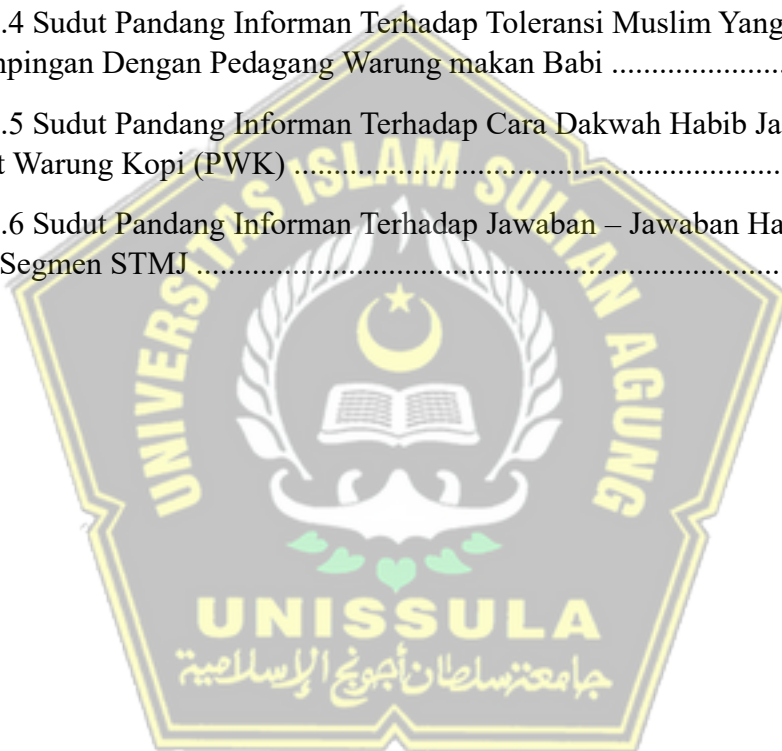 .4 Sudut Pandang Informan Terhadap Toleransi Muslim Yang
npingan Dengan Pedagang Warung makan Babi ......................
.5 Sudut Pandang Informan Terhadap Cara Dakwah Habib Ja
t Warung Kopi (PWK) ..............................................................
.6 Sudut Pandang Informan Terhadap Jawaban – Jawaban Ha
Segmen STMJ ..........................................................................
UNIVERSITAS ISLAM SULTAN AGUNG
UNISSULA
جامعة سلطان أجونج الإسلامية